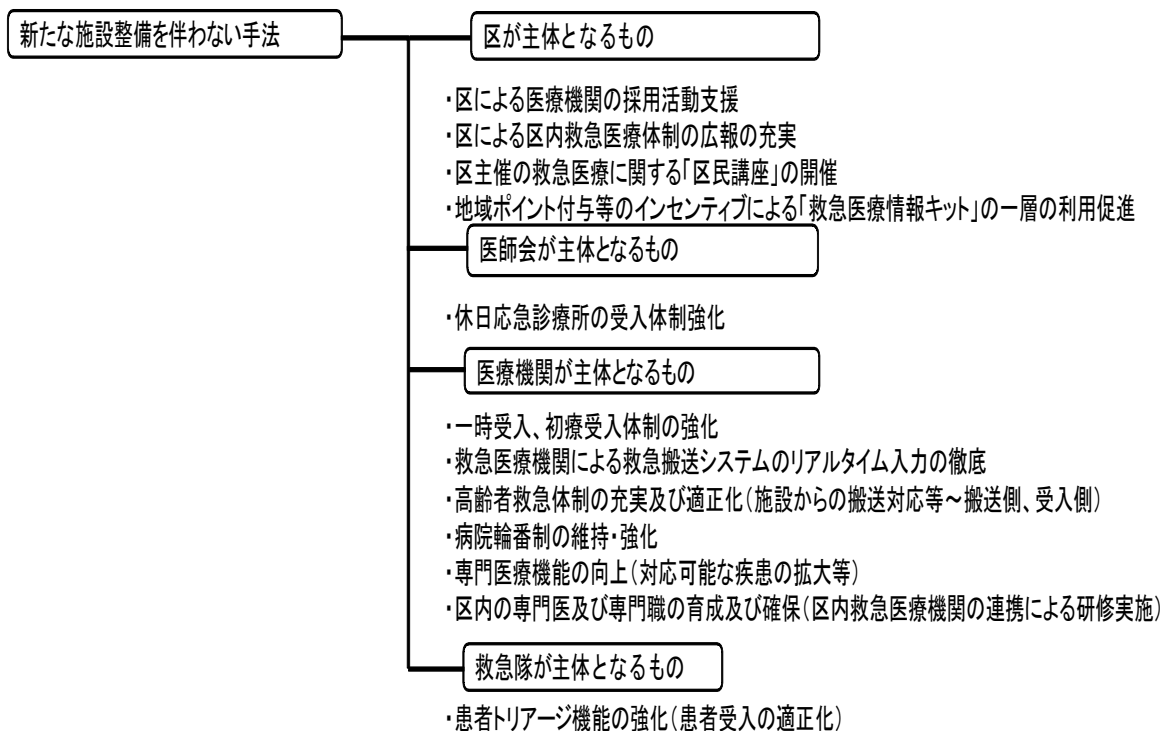 新たな施設整備を伴わない手法
区が主体となるもの
・区による医療機関の採用活動支援
・区による区内救急医療体制の広報の充実
・区主催の救急医療に関する「区民講座」の開催
・地域ポイント付与等のインセンティブによる「救急医療情報キット」の一層の利用促進
医師会が主体となるもの
・休日応急診療所の受入体制強化
医療機関が主体となるもの
・一時受入、初療受入体制の強化
・救急医療機関による救急搬送システムのリアルタイム入力の徹底
・高齢者救急体制の充実及び適正化（施設からの搬送対応等～搬送側、受入側）
・病院輪番制の維持・強化
・専門医療機能の向上（対応可能な疾患の拡大等）
・区内の専門医及び専門職の育成及び確保（区内救急医療機関の連携による研修実施）
救急隊が主体となるもの
・患者トリアージ機能の強化（患者受入の適正化）